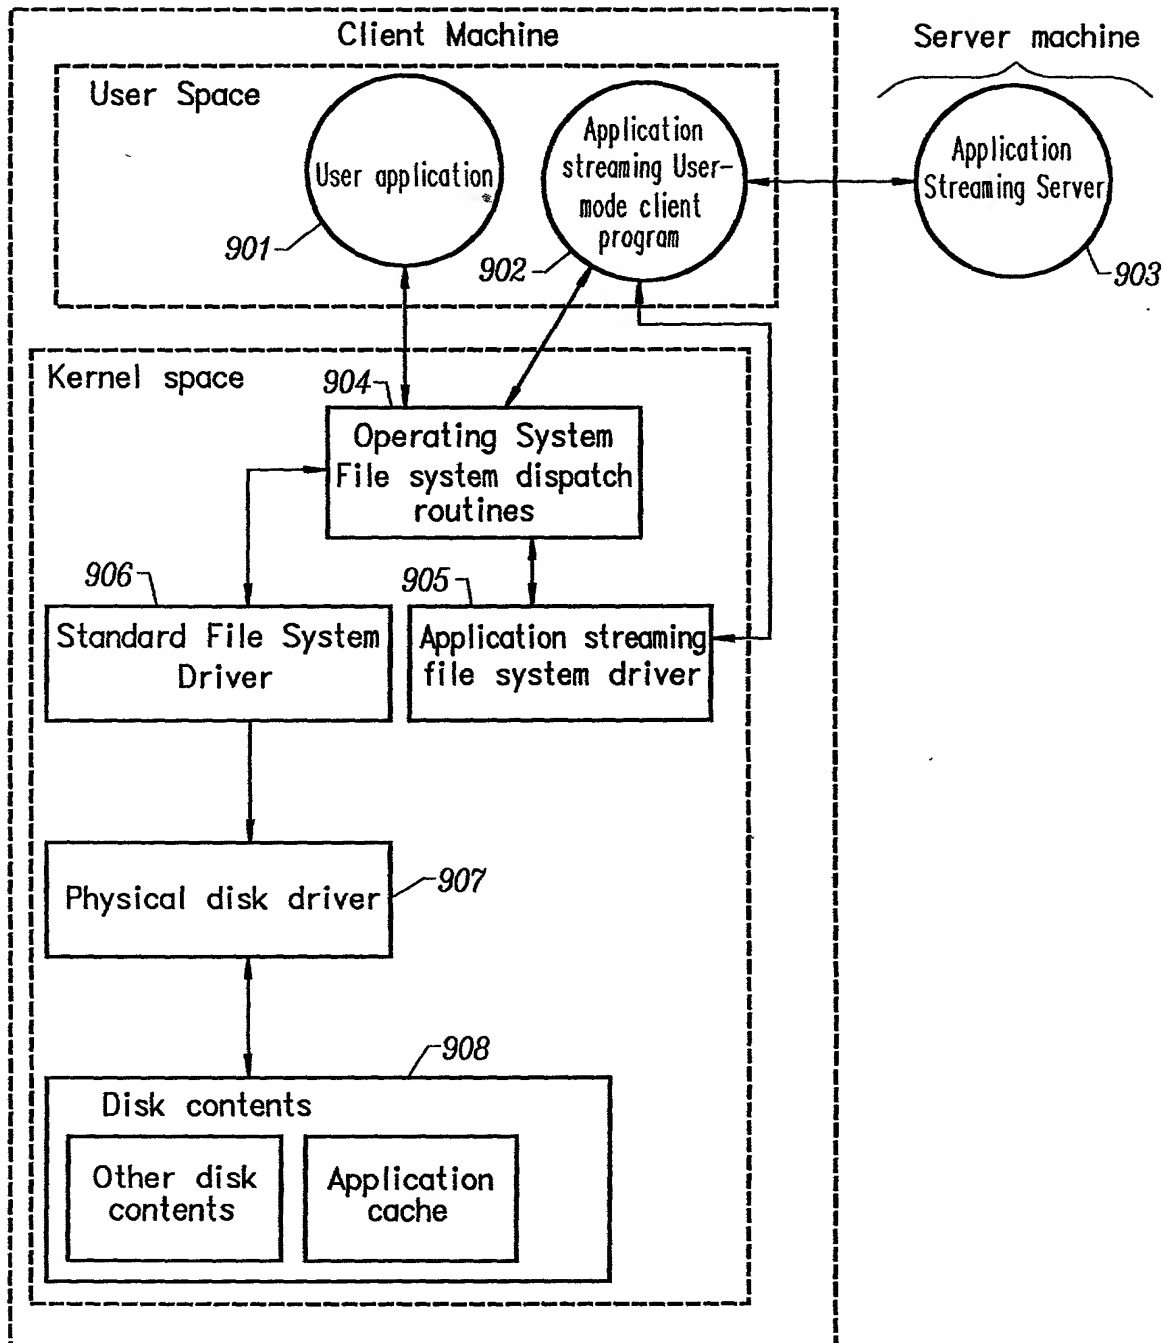 Client Machine
Server machine
User Space
User application
Application
streaming User-
mode client
program
Application
Streaming Server
901
902
903
Kernel space
904
Operating System
File system dispatch
routines
906
905
Standard File System
Driver
Application streaming
file system driver
Physical disk driver
907
908
Disk contents
Other disk
contents
Application
cache